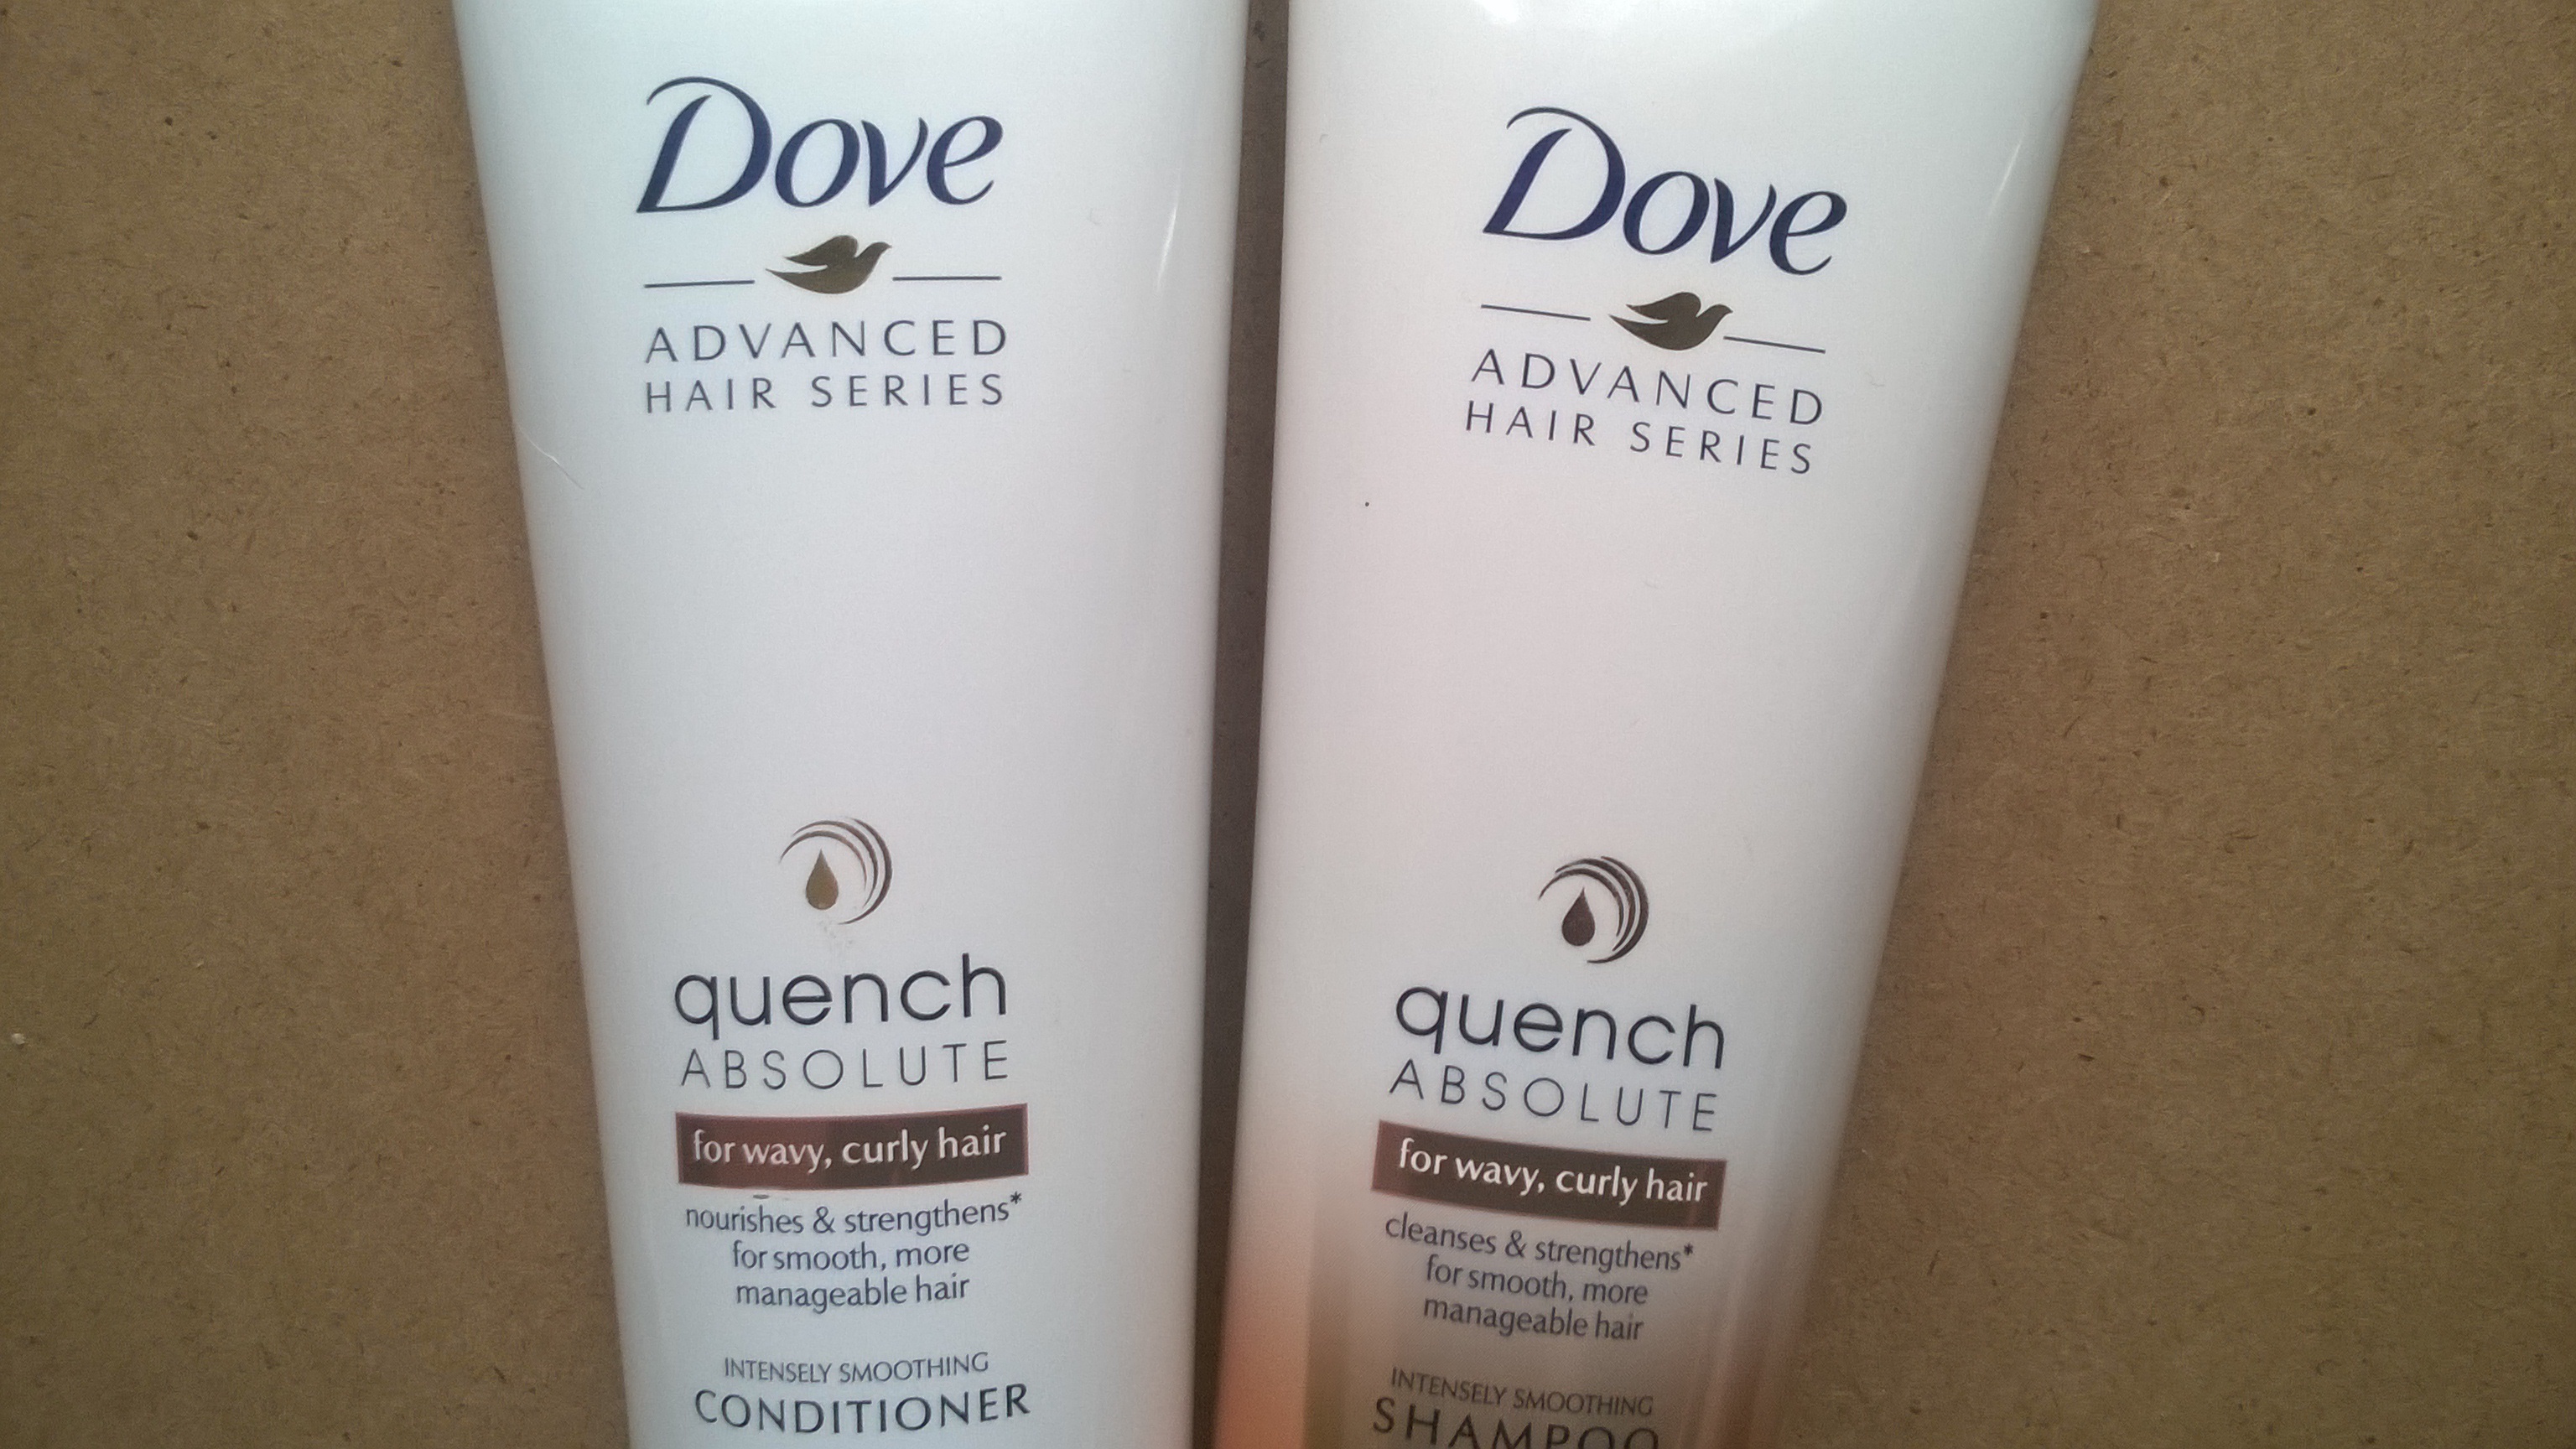 Dove
ADVANCED
HAIR SERIES
quench
ABSOLUTE
for wavy, curly hair
nourishes & strengthens*
for smooth, more
manageable hair
INTENSELY SMOOTHING
CONDITIONER
Dove
ADVANCED
HAIR SERIES
quench
ABSOLUTE
for wavy, curly hair
cleanses & strengthens*
for smooth, more
manageable hair
INTENSELY SMOOTHING
SHAMPOO